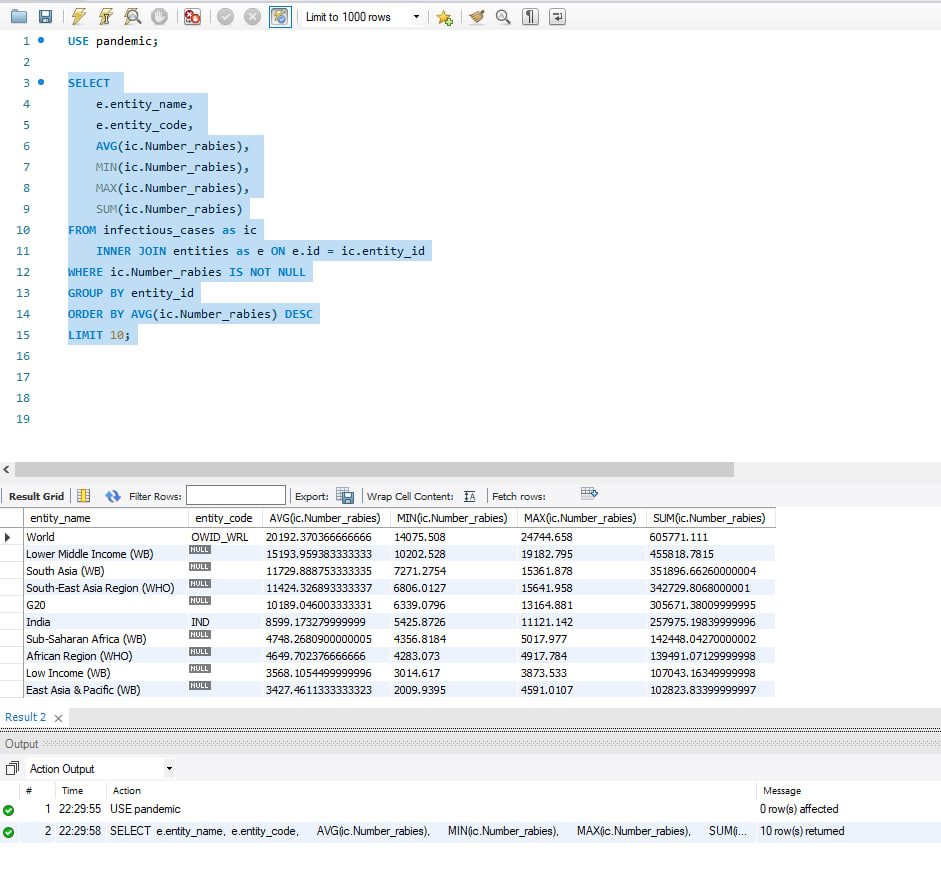 Limit to 1000 rows
1 USE pandemic;
2
3 SELECT
4 e.entity_name,
5 e.entity_code,
6 AVG(ic.Number_rabies),
7 MIN(ic.Number_rabies),
8 MAX(ic.Number_rabies),
9 SUM(ic.Number_rabies)
10 FROM infectious_cases as ic
11 INNER JOIN entities as e ON e.id = ic.entity_id
12 WHERE ic.Number_rabies IS NOT NULL
13 GROUP BY entity_id
14 ORDER BY AVG(ic.Number_rabies) DESC
15 LIMIT 10;
16
17
18
19
Result Grid Filter Rows: Export: Wrap Cell Content: Fetch rows:
entity_name entity_code AVG(ic.Number_rabies) MIN(ic.Number_rabies) MAX(ic.Number_rabies) SUM(ic.Number_rabies)
World OWID_WRL 20192.370366666666 14075.508 24744.658 605771.111
Lower Middle Income (WB) NULL 15193.959383333333 10202.528 19182.795 455818.7815
South Asia (WB) NULL 11729.888753333335 7271.2754 15361.878 351896.66260000004
South-East Asia Region (WHO) NULL 11424.326893333337 6806.0127 15641.958 342729.8068000001
G20 NULL 10189.046003333331 6339.0796 13164.881 305671.38009999995
India IND 8599.173279999999 5425.8726 11121.142 257975.19839999996
Sub-Saharan Africa (WB) NULL 4748.2680900000005 4356.8184 5017.977 142448.04270000002
African Region (WHO) NULL 4649.702376666666 4283.073 4917.784 139491.07129999998
Low Income (WB) NULL 3568.1054499999996 3014.617 3873.533 107043.16349999998
East Asia & Pacific (WB) NULL 3427.4611333333323 2009.9395 4591.0107 102823.83399999997
Result 2
Output
Action Output
# Time Action Message
1 22:29:55 USE pandemic 0 row(s) affected
2 22:29:58 SELECT e.entity_name, e.entity_code, AVG(ic.Number_rabies), MIN(ic.Number_rabies), MAX(ic.Number_rabies), SUM(i... 10 row(s) returned